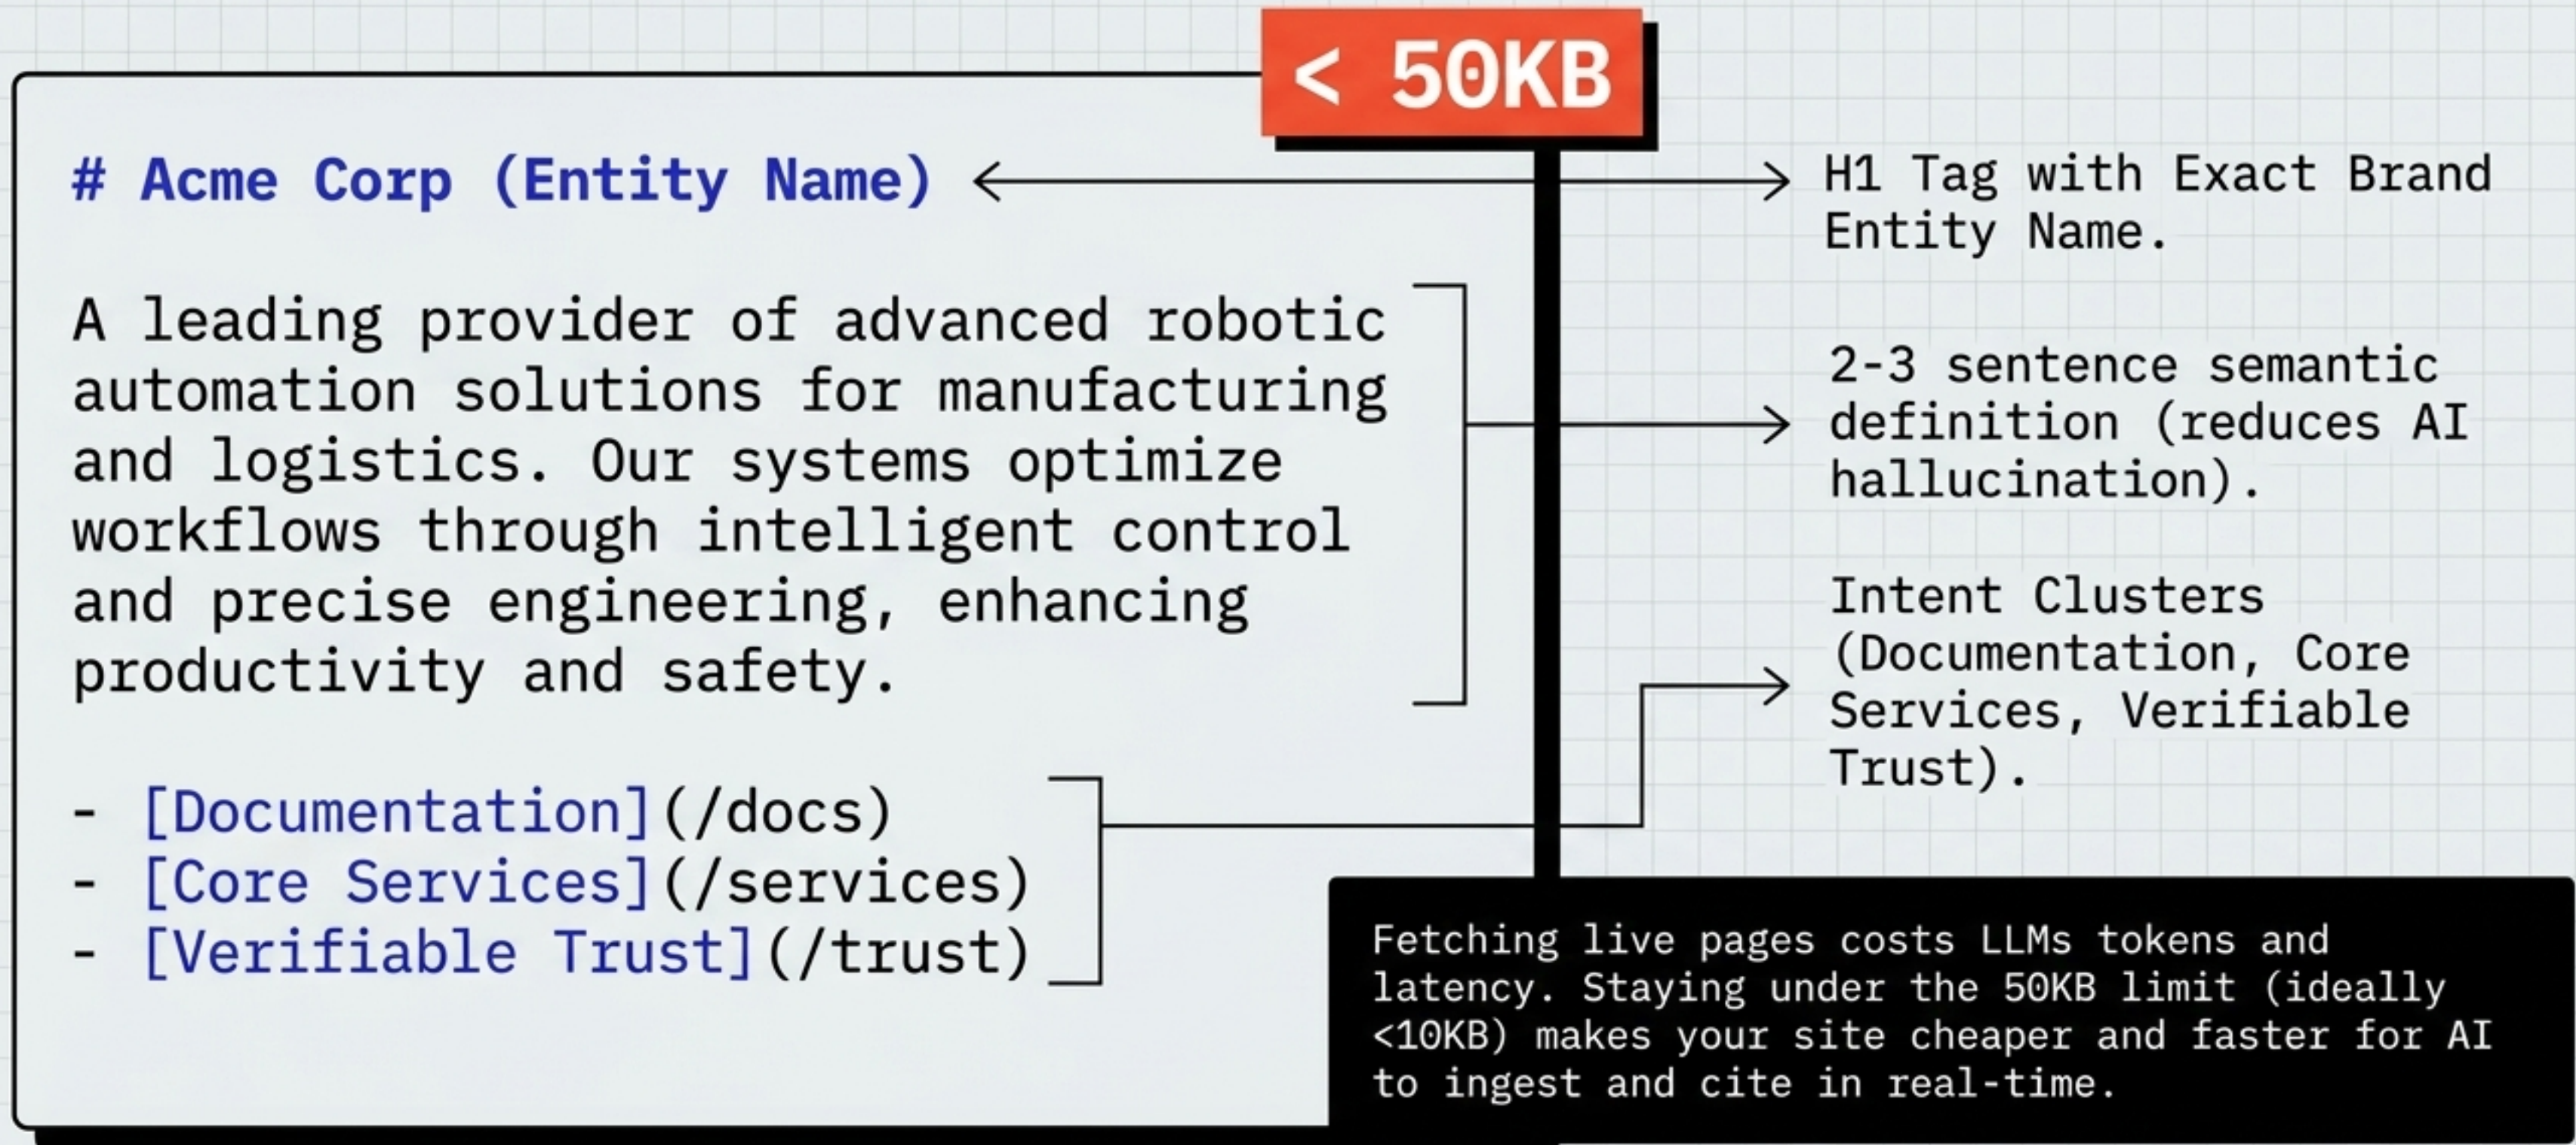 < 50KB
# Acme Corp (Entity Name)
A leading provider of advanced robotic
automation solutions for manufacturing
and logistics. Our systems optimize
workflows through intelligent control
and precise engineering, enhancing
productivity and safety.
- [Documentation](/docs)
- [Core Services](/services)
- [Verifiable Trust](/trust)
H1 Tag with Exact Brand
Entity Name.
2-3 sentence semantic
definition (reduces AI
hallucination).
Intent Clusters
(Documentation, Core
Services, Verifiable
Trust).
Fetching live pages costs LLMs tokens and
latency. Staying under the 50KB limit (ideally
<10KB) makes your site cheaper and faster for AI
to ingest and cite in real-time.